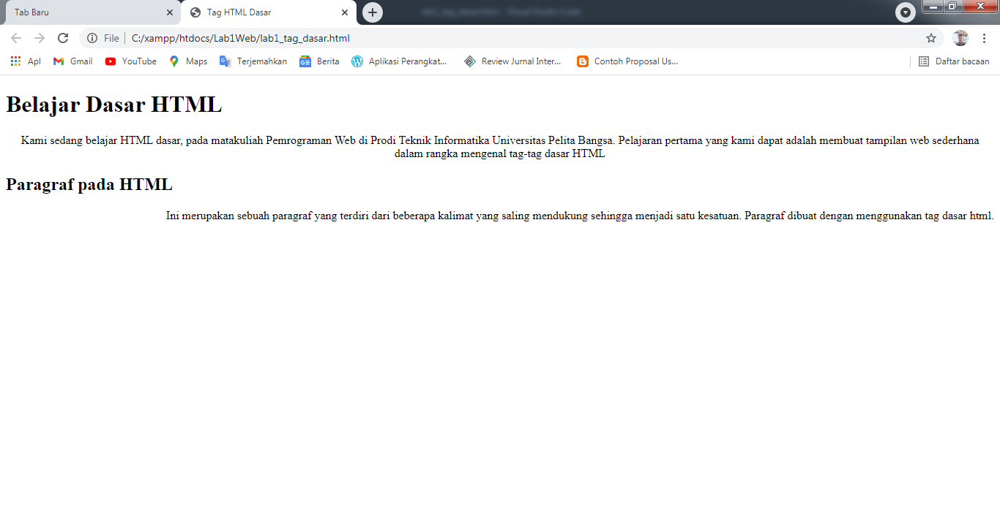 Tab Baru
Tag HTML Dasar
File
C:/xampp/htdocs/Lab1Web/lab1_tag_dasar.html
Apl
Gmail
YouTube
Maps
Terjemahkan
Berita
Aplikasi Perangkat...
Review Jurnal Inter...
Contoh Proposal Us...
Daftar bacaan
Belajar Dasar HTML
Kami sedang belajar HTML dasar, pada matakuliah Pemrograman Web di Prodi Teknik Informatika Universitas Pelita Bangsa. Pelajaran pertama yang kami dapat adalah membuat tampilan web sederhana
dalam rangka mengenal tag-tag dasar HTML
Paragraf pada HTML
Ini merupakan sebuah paragraf yang terdiri dari beberapa kalimat yang saling mendukung sehingga menjadi satu kesatuan. Paragraf dibuat dengan menggunakan tag dasar html.